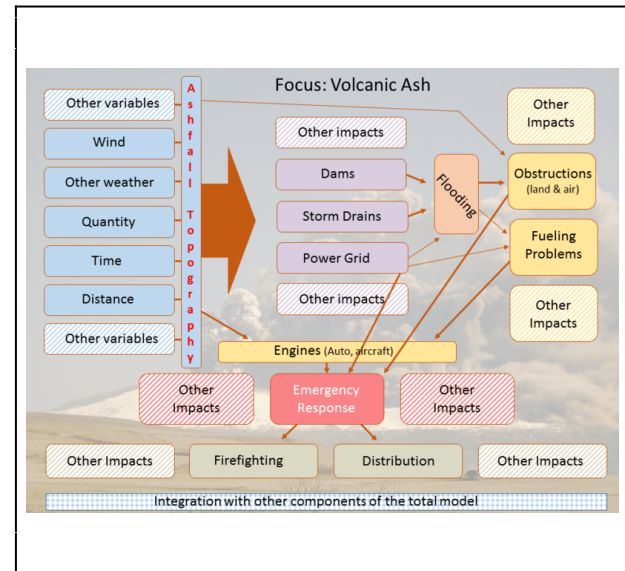 Focus: Volcanic Ash
Other variables
Wind
Other weather
Quantity
Time
Distance
Other variables
Ashfall Topography
Other impacts
Dams
Storm Drains
Power Grid
Other impacts
Flooding
Other
Impacts
Obstructions
(land & air)
Fueling
Problems
Other
Impacts
Engines (Auto, aircraft)
Other
Impacts
Emergency
Response
Other
Impacts
Other Impacts
Firefighting
Distribution
Other Impacts
Integration with other components of the total model